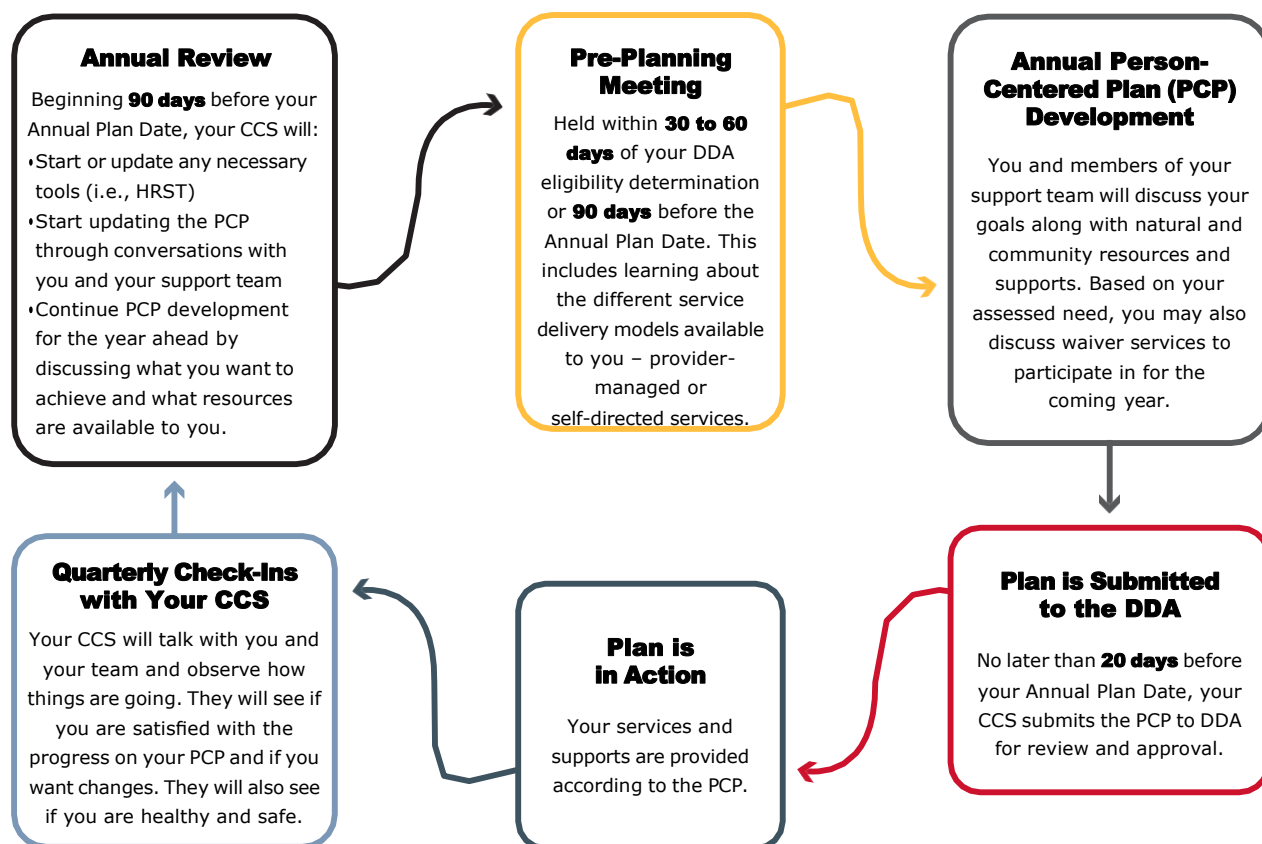 Annual Review
Beginning 90 days before your
Annual Plan Date, your CCS will:
•Start or update any necessary
tools (i.e., HRST)
•Start updating the PCP
through conversations with
you and your support team
•Continue PCP development
for the year ahead by
discussing what you want to
achieve and what resources
are available to you.
Pre-Planning
Meeting
Held within 30 to 60
days of your DDA
eligibility determination
or 90 days before the
Annual Plan Date. This
includes learning about
the different service
delivery models available
to you – provider-
managed or
self-directed services.
Annual Person-
Centered Plan (PCP)
Development
You and members of your
support team will discuss your
goals along with natural and
community resources and
supports. Based on your
assessed need, you may also
discuss waiver services to
participate in for the
coming year.
Plan is Submitted
to the DDA
No later than 20 days before
your Annual Plan Date, your
CCS submits the PCP to DDA
for review and approval.
Plan is
in Action
Your services and
supports are provided
according to the PCP.
Quarterly Check-Ins
with Your CCS
Your CCS will talk with you and
your team and observe how
things are going. They will see if
you are satisfied with the
progress on your PCP and if you
want changes. They will also see
if you are healthy and safe.